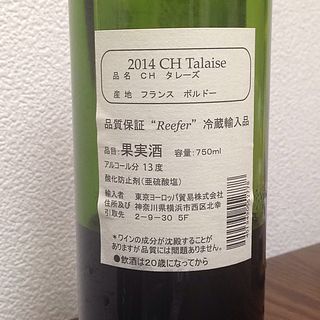 2014 CH Talaise
品 名 CH タレーズ
産 地 フランス ボルドー
品質保証 “Reefer” 冷蔵輸入品
品目: 果実酒 容量: 750ml
アルコール分 13度
酸化防止剤 (亜硫酸塩)
輸入者 東京ヨーロッパ貿易株式会社
住所及び 神奈川県横浜市西区北幸
引取先 2-9-30 5F
*ワインの成分が沈殿することが
ありますが品質には問題ありません。
●飲酒は20歳になってから